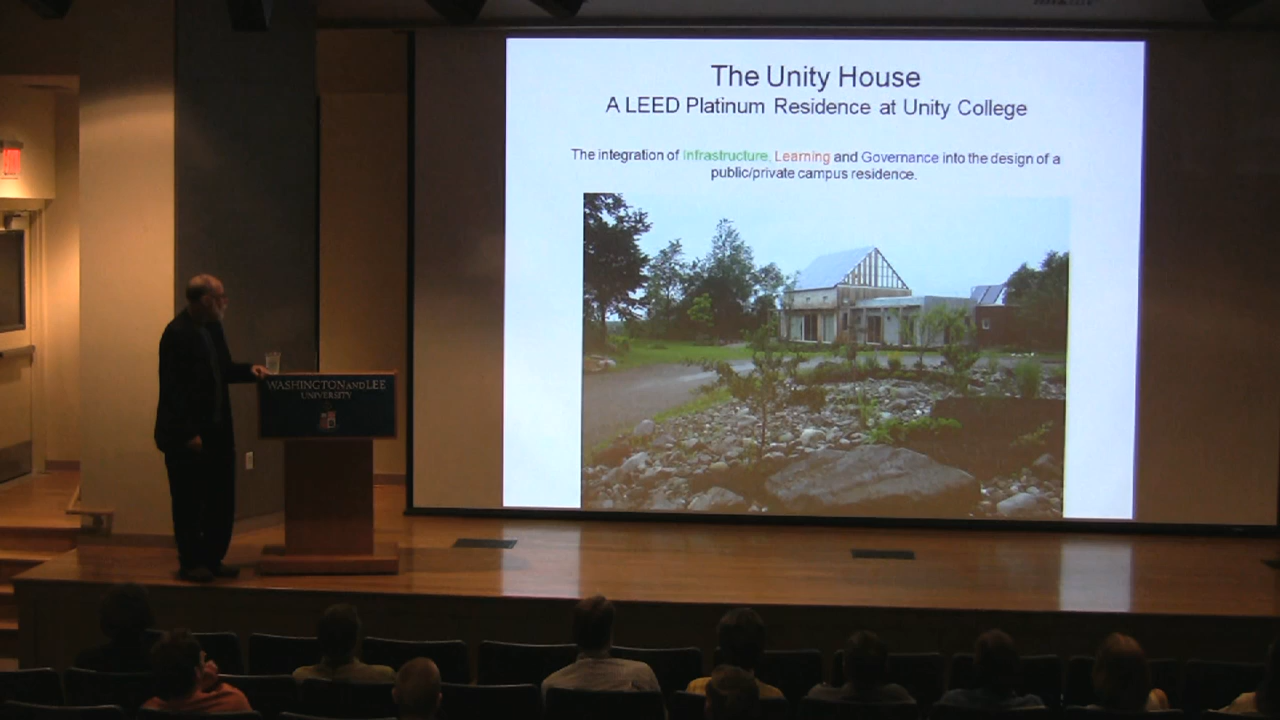 The Unity House
A LEED Platinum Residence at Unity College
The integration of Infrastructure, Learning and Governance into the design of a
public/private campus residence.
WASHINGTON AND LEE
UNIVERSITY